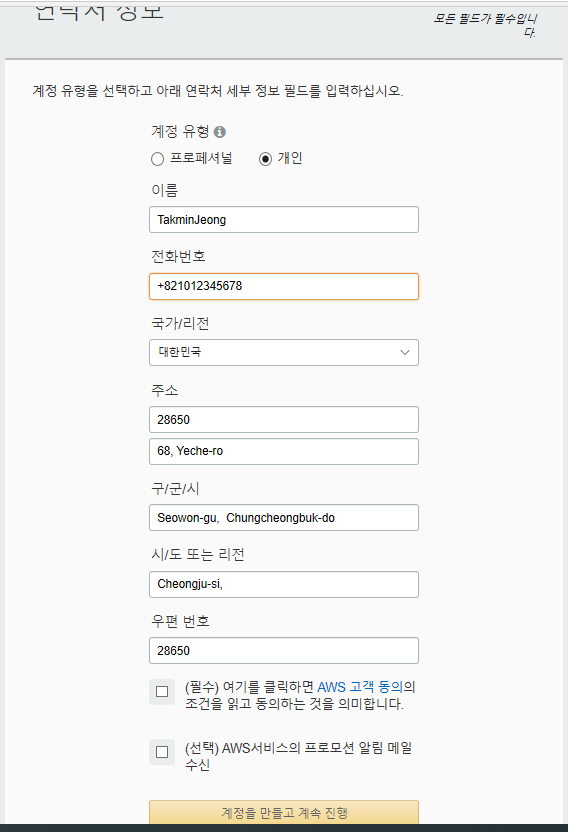 연락처 정보
모든 필드가 필수입니
다.
계정 유형을 선택하고 아래 연락처 세부 정보 필드를 입력하십시오.
계정 유형
프로페셔널 개인
이름
TakminJeong
전화번호
+821012345678
국가/리전
대한민국
주소
28650
68, Yeche-ro
구/군/시
Seowon-gu, Chungcheongbuk-do
시/도 또는 리전
Cheongju-si,
우편 번호
28650
(필수) 여기를 클릭하면 AWS 고객 동의의
조건을 읽고 동의하는 것을 의미합니다.
(선택) AWS서비스의 프로모션 알림 메일
수신
계정을 만들고 계속 진행